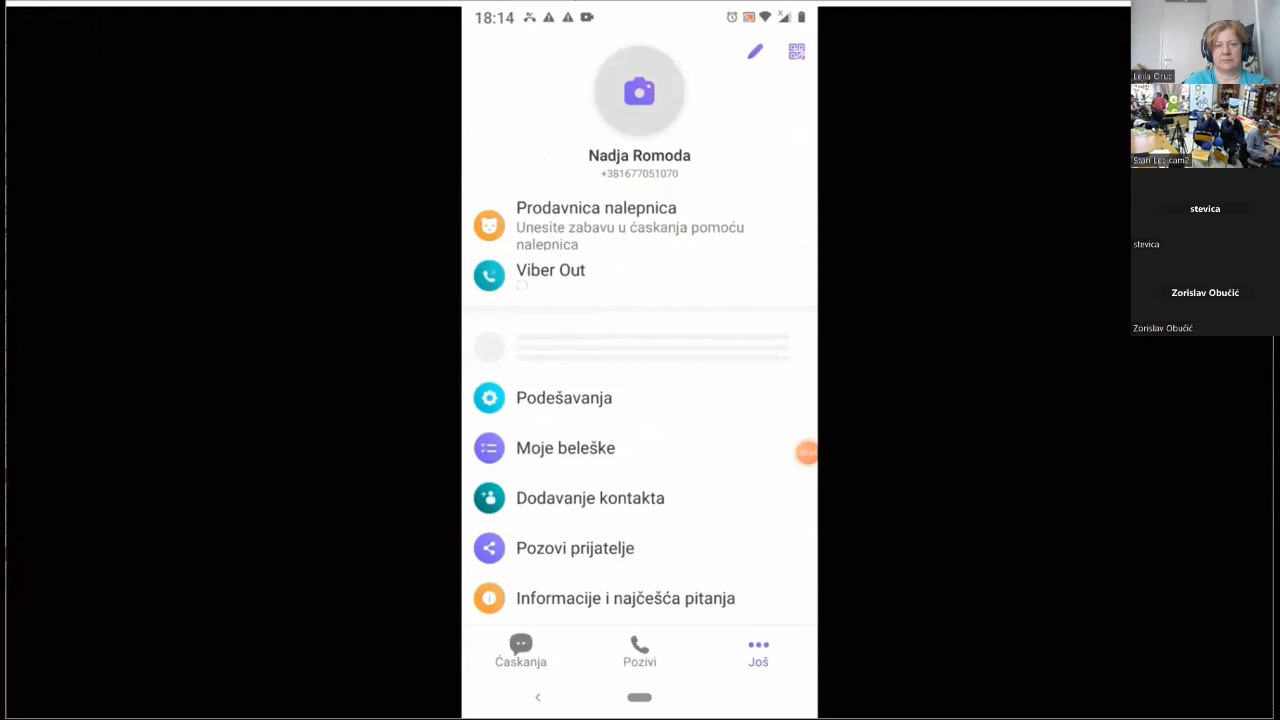 18:14
Nadja Romoda
+381677051070
Prodavnica nalepnica
Unesite zabavu u ćaskanja pomoću
nalepnica
Viber Out
Podešavanja
Moje beleške
Dodavanje kontakta
Pozovi prijatelje
Informacije i najčešća pitanja
Ćaskanja
Pozivi
Još
stevica
stevica
Zorislav Obučić
Zorislav Obučić